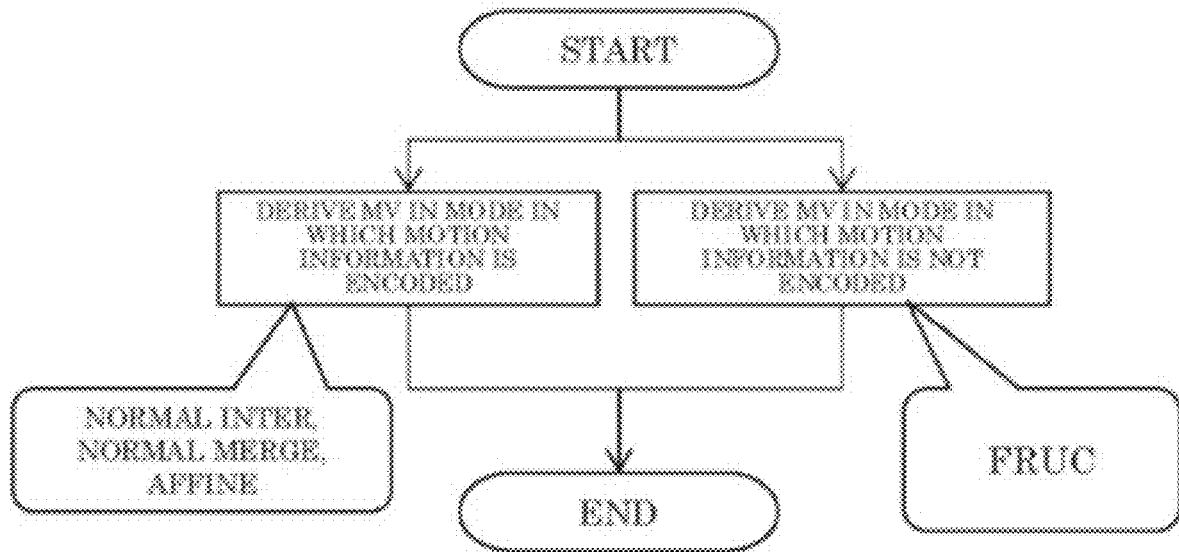 START
DERIVE MV IN MODE IN
WHICH MOTION
INFORMATION IS
ENCODED
DERIVE MV IN MODE IN
WHICH MOTION
INFORMATION IS NOT
ENCODED
NORMAL INTER,
NORMAL MERGE,
AFFINE
FRUC
END